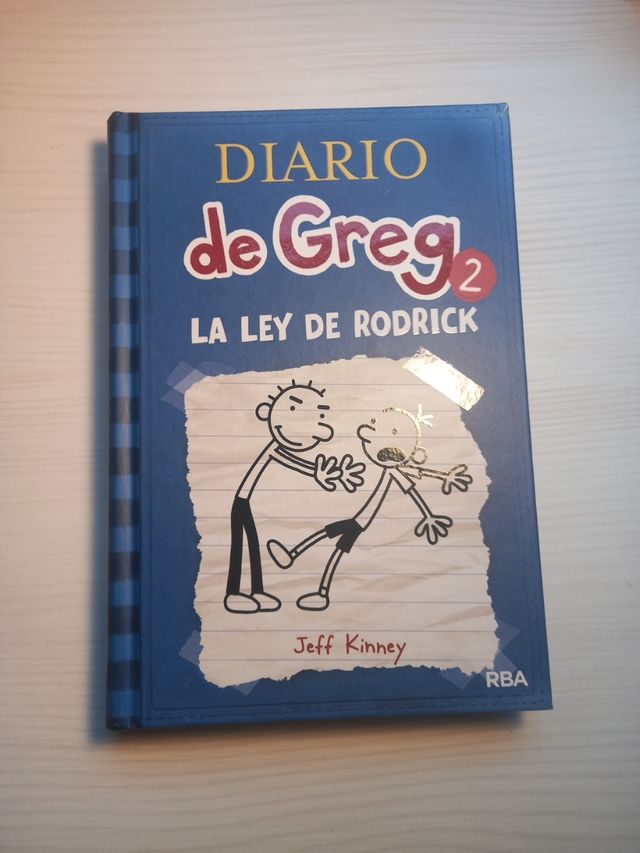 DIARIO
de Greg 2
LA LEY DE RODRICK
Jeff Kinney
RBA